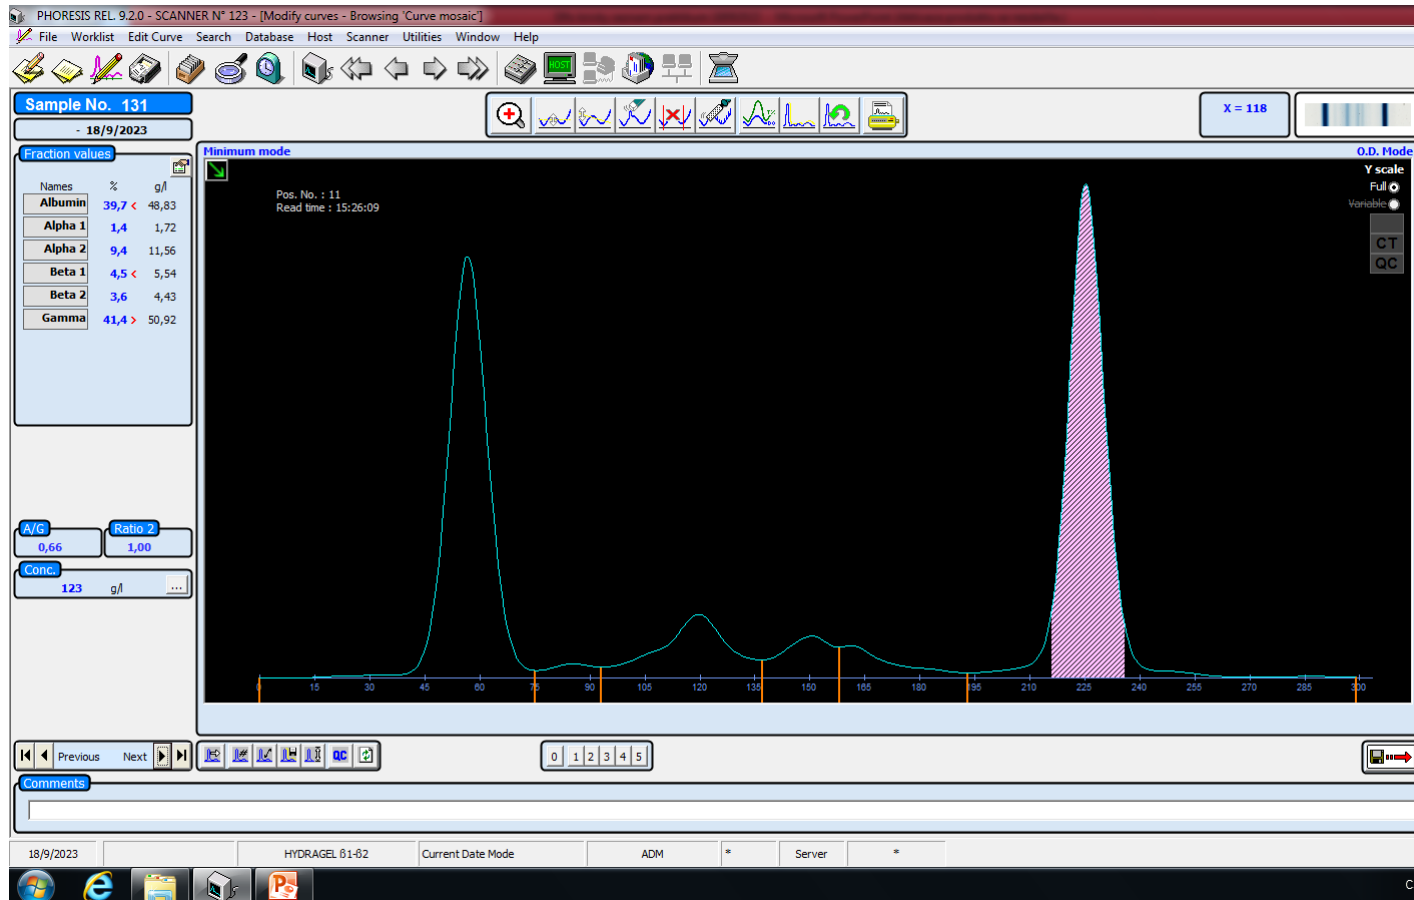 PHORESIS REL. 9.2.0 - SCANNER N° 123 - [Modify curves - Browsing 'Curve mosaic']
File Worklist Edit Curve Search Database Host Scanner Utilities Window Help
HOST
Sample No. 131
- 18/9/2023
X = 118
Fraction values
Names % g/l
Albumin 39,7 < 48,83
Alpha 1 1,4 1,72
Alpha 2 9,4 11,56
Beta 1 4,5 < 5,54
Beta 2 3,6 4,43
Gamma 41,4 > 50,92
A/G
0,66
Ratio 2
1,00
Conc.
123 g/l ...
Minimum mode
O.D. Mode
Pos. No. : 11
Read time : 15:26:09
Y scale
Full
Variable
CT
QC
0 15 30 45 60 75 90 105 120 135 150 165 180 195 210 225 240 255 270 285 300
Previous Next
QC
0 1 2 3 4 5
Comments
18/9/2023 HYDRAGEL ß1-ß2 Current Date Mode ADM * Server *
C